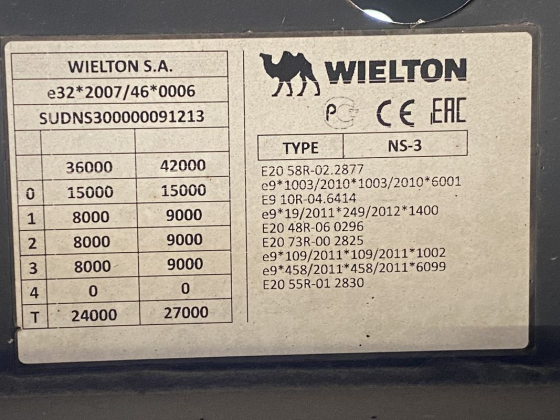 WIELTON S.A.
e32*2007/46*0006
SUDNS300000091213
36000 42000
0 15000 15000
1 8000 9000
2 8000 9000
3 8000 9000
4 0 0
T 24000 27000
WIELTON
CE EAC
TYPE NS-3
E20 58R-02.2877
e9*1003/2010*1003/2010*6001
E9 10R-04.6414
e9*19/2011*249/2012*1400
E20 48R-06 0296
E20 73R-00 2825
e9*109/2011*109/2011*1002
e9*458/2011*458/2011*6099
E20 55R-01 2830